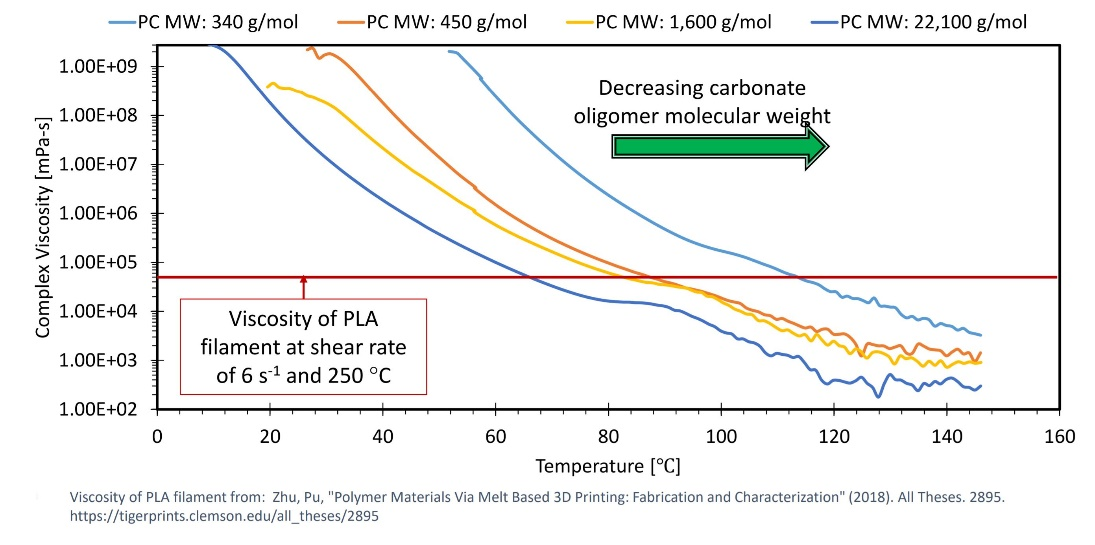 PC MW: 340 g/mol PC MW: 450 g/mol PC MW: 1,600 g/mol PC MW: 22,100 g/mol
1.00E+09
1.00E+08
1.00E+07
1.00E+06
1.00E+05
1.00E+04
1.00E+03
1.00E+02
Complex Viscosity [mPa-s]
Decreasing carbonate
oligomer molecular weight
Viscosity of PLA
filament at shear rate
of 6 s⁻¹ and 250 °C
0 20 40 60 80 100 120 140 160
Temperature [°C]
Viscosity of PLA filament from: Zhu, Pu, "Polymer Materials Via Melt Based 3D Printing: Fabrication and Characterization" (2018). All Theses. 2895.
https://tigerprints.clemson.edu/all_theses/2895